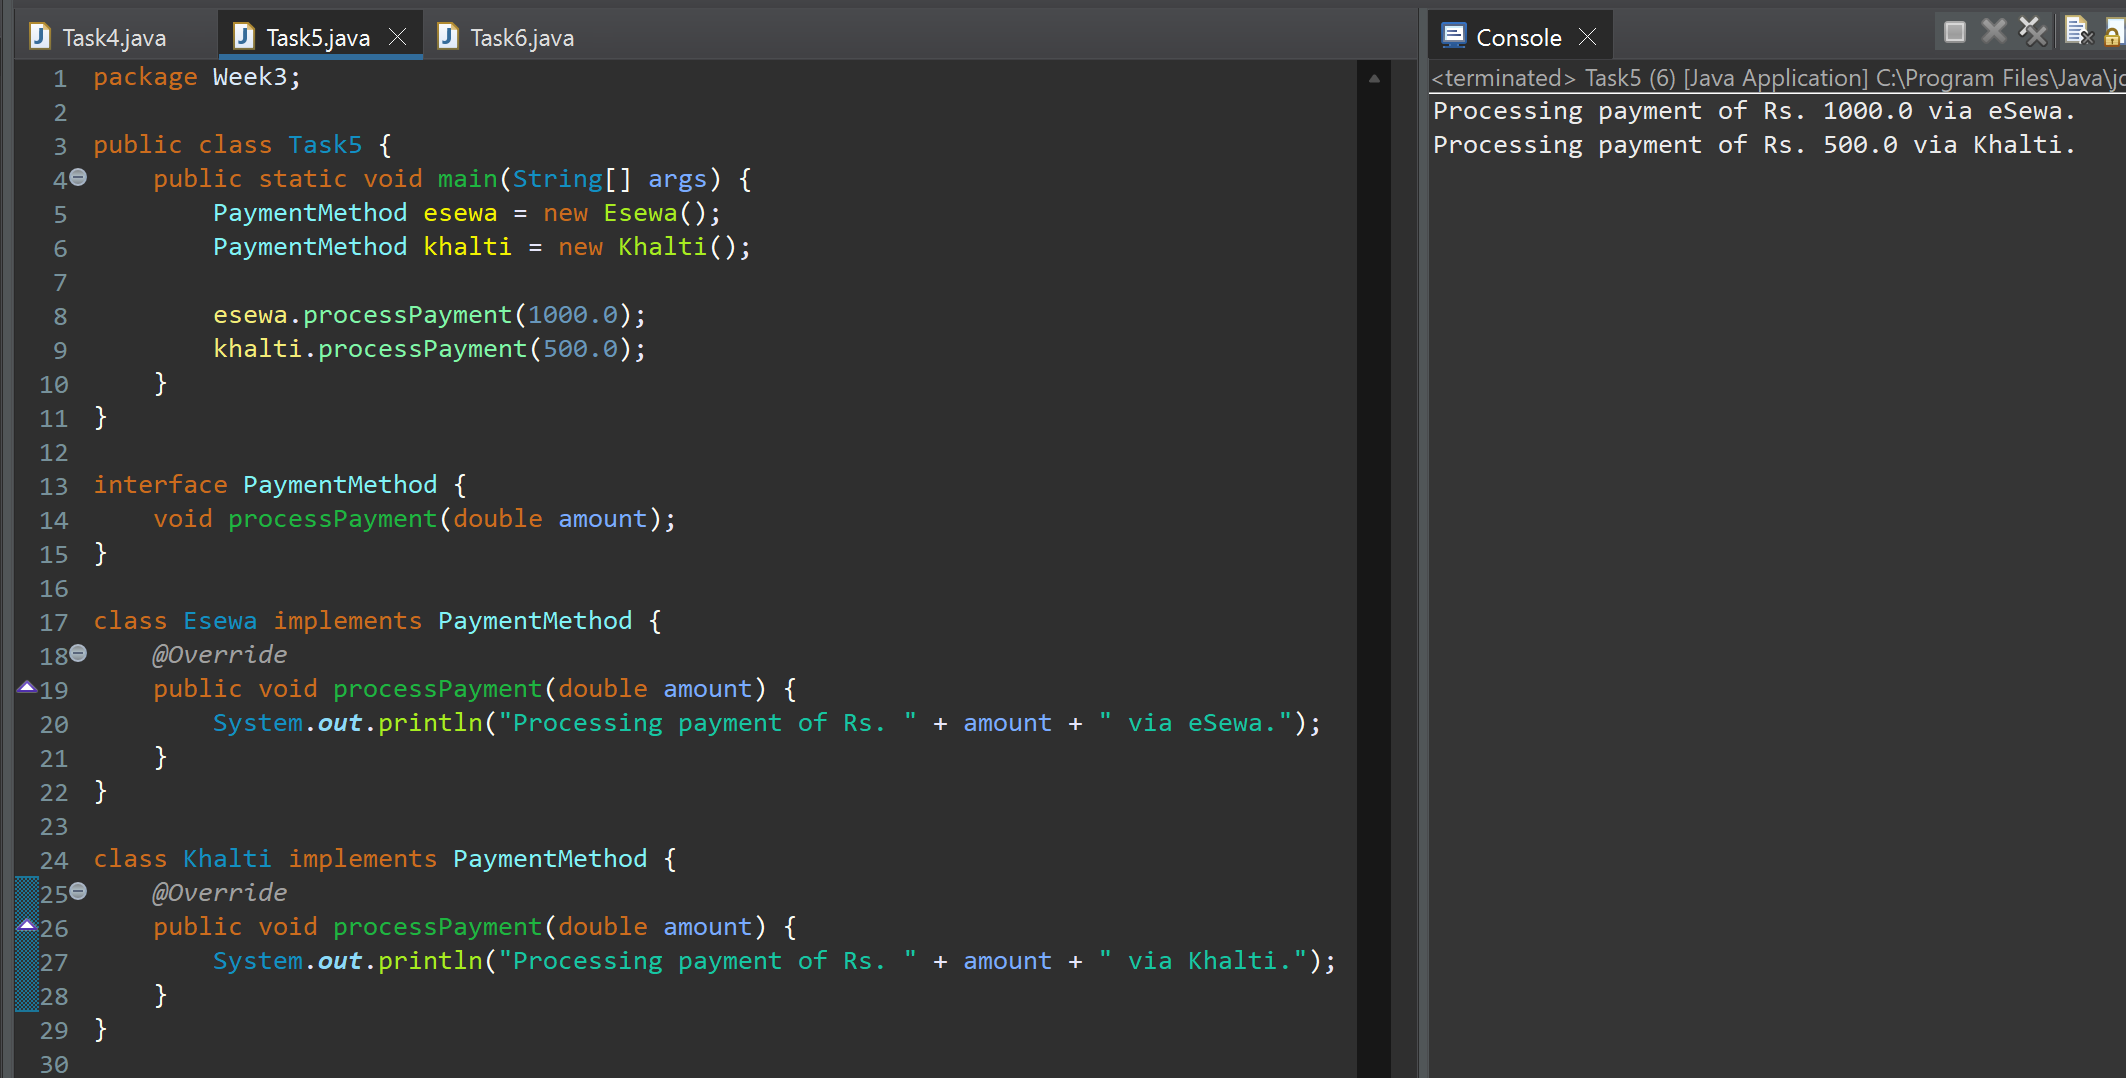 Task4.java Task5.java Task6.java
1 package Week3;
2
3 public class Task5 {
4 public static void main(String[] args) {
5 PaymentMethod esewa = new Esewa();
6 PaymentMethod khalti = new Khalti();
7
8 esewa.processPayment(1000.0);
9 khalti.processPayment(500.0);
10 }
11 }
12
13 interface PaymentMethod {
14 void processPayment(double amount);
15 }
16
17 class Esewa implements PaymentMethod {
18 @Override
19 public void processPayment(double amount) {
20 System.out.println("Processing payment of Rs. " + amount + " via eSewa.");
21 }
22 }
23
24 class Khalti implements PaymentMethod {
25 @Override
26 public void processPayment(double amount) {
27 System.out.println("Processing payment of Rs. " + amount + " via Khalti.");
28 }
29 }
30
Console
<terminated> Task5 (6) [Java Application] C:\Program Files\Java\
Processing payment of Rs. 1000.0 via eSewa.
Processing payment of Rs. 500.0 via Khalti.